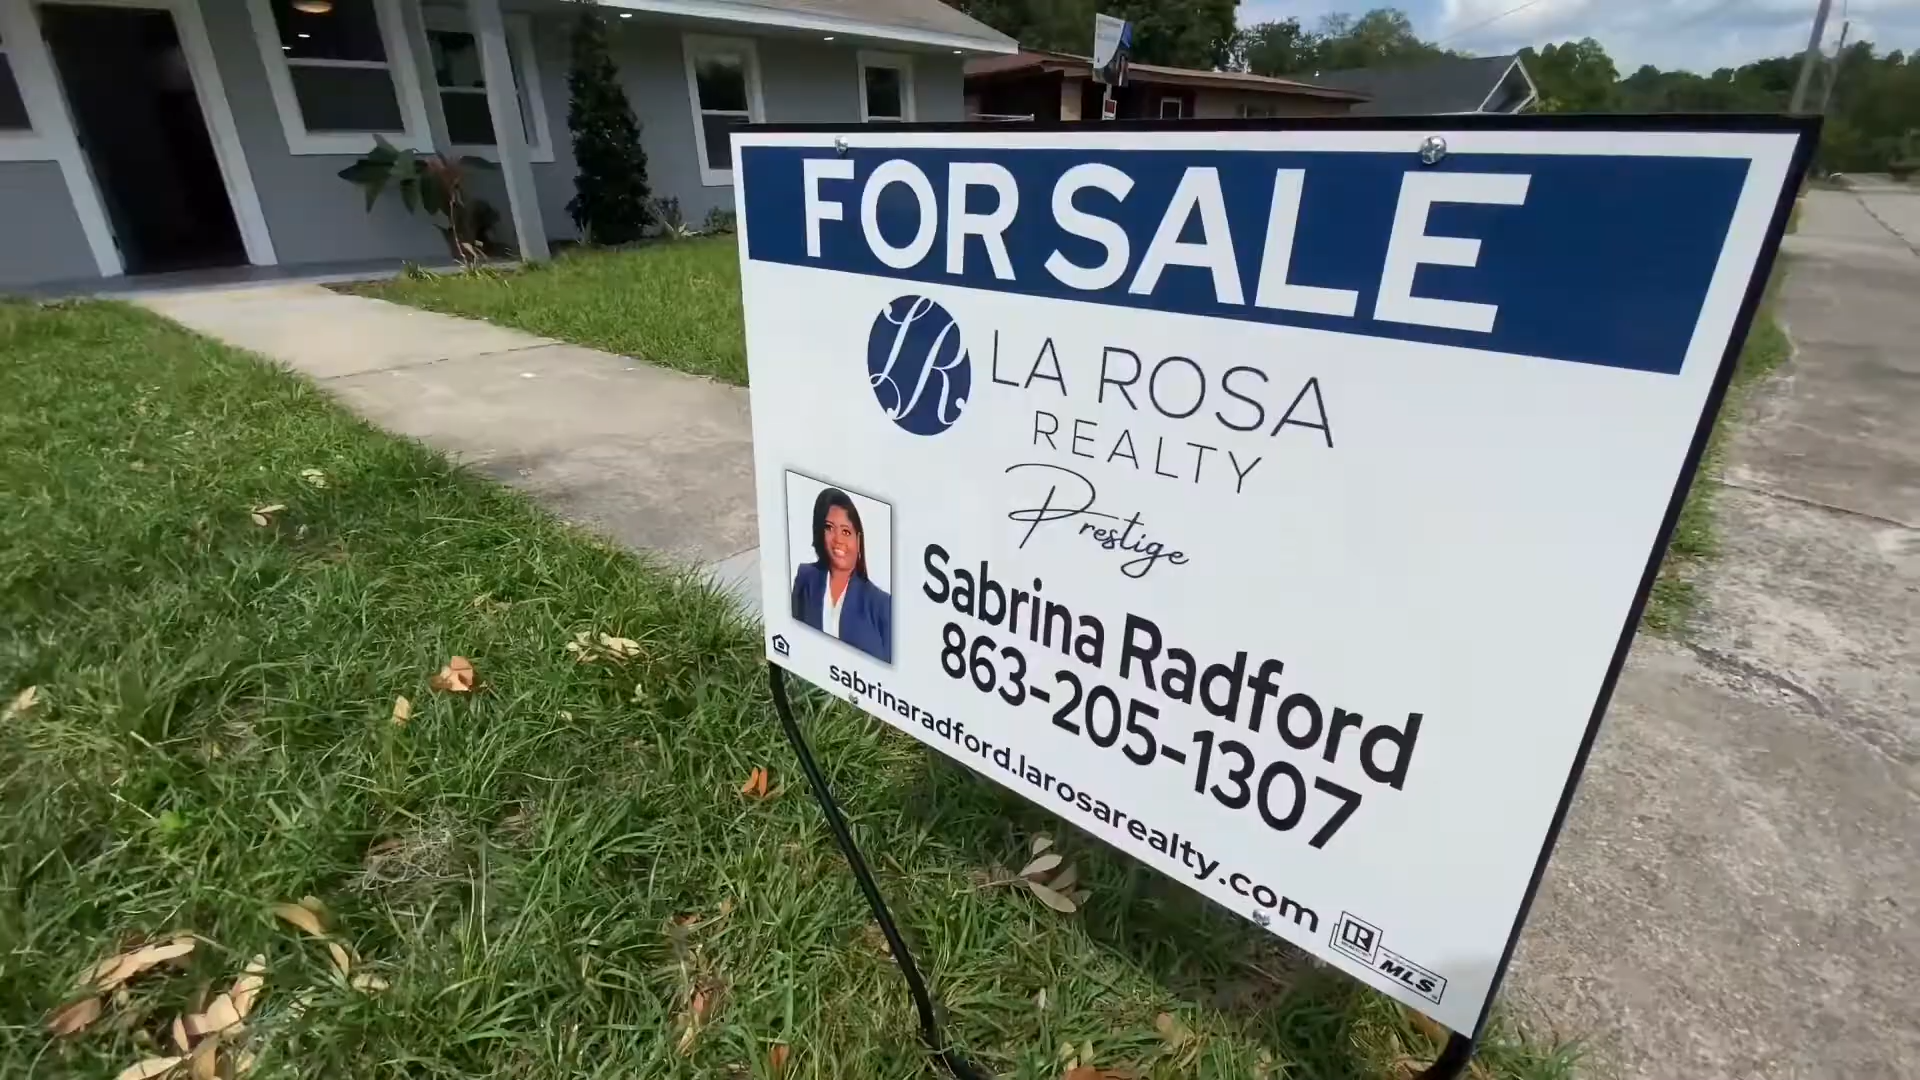 FOR SALE
LR
LA ROSA
REALTY
Prestige
Sabrina Radford
863-205-1307
sabrinaradford.larosarealty.com
R
MLS